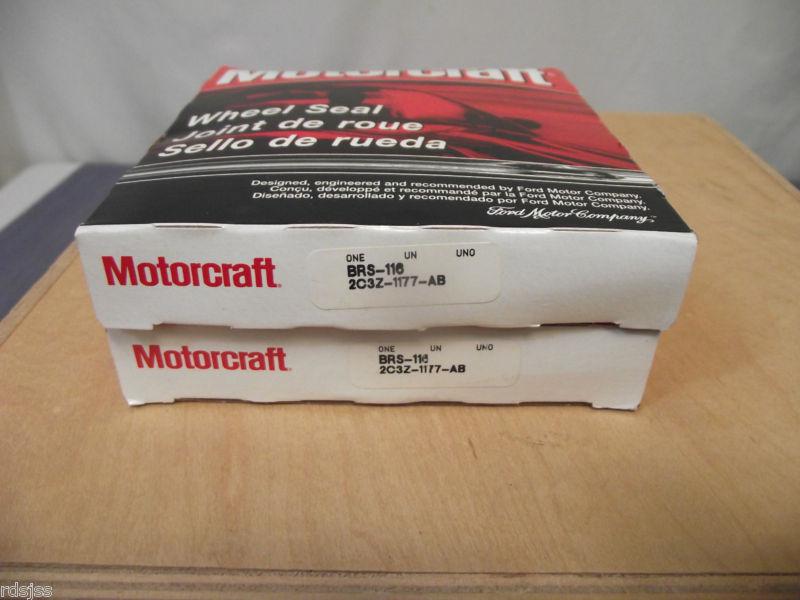 Motorcraft
Wheel Seal
Joint de roue
Sello de rueda
Designed, engineered and recommended by Ford Motor Company.
Conçu, développé et recommandé par la Ford Motor Company.
Diseñado, desarrollado y recomendado por Ford Motor Company.
Ford Motor Company
Motorcraft
ONE UN UNO
BRS-116
2C3Z-1177-AB
Motorcraft
ONE UN UNO
BRS-116
2C3Z-1177-AB
rdsjss